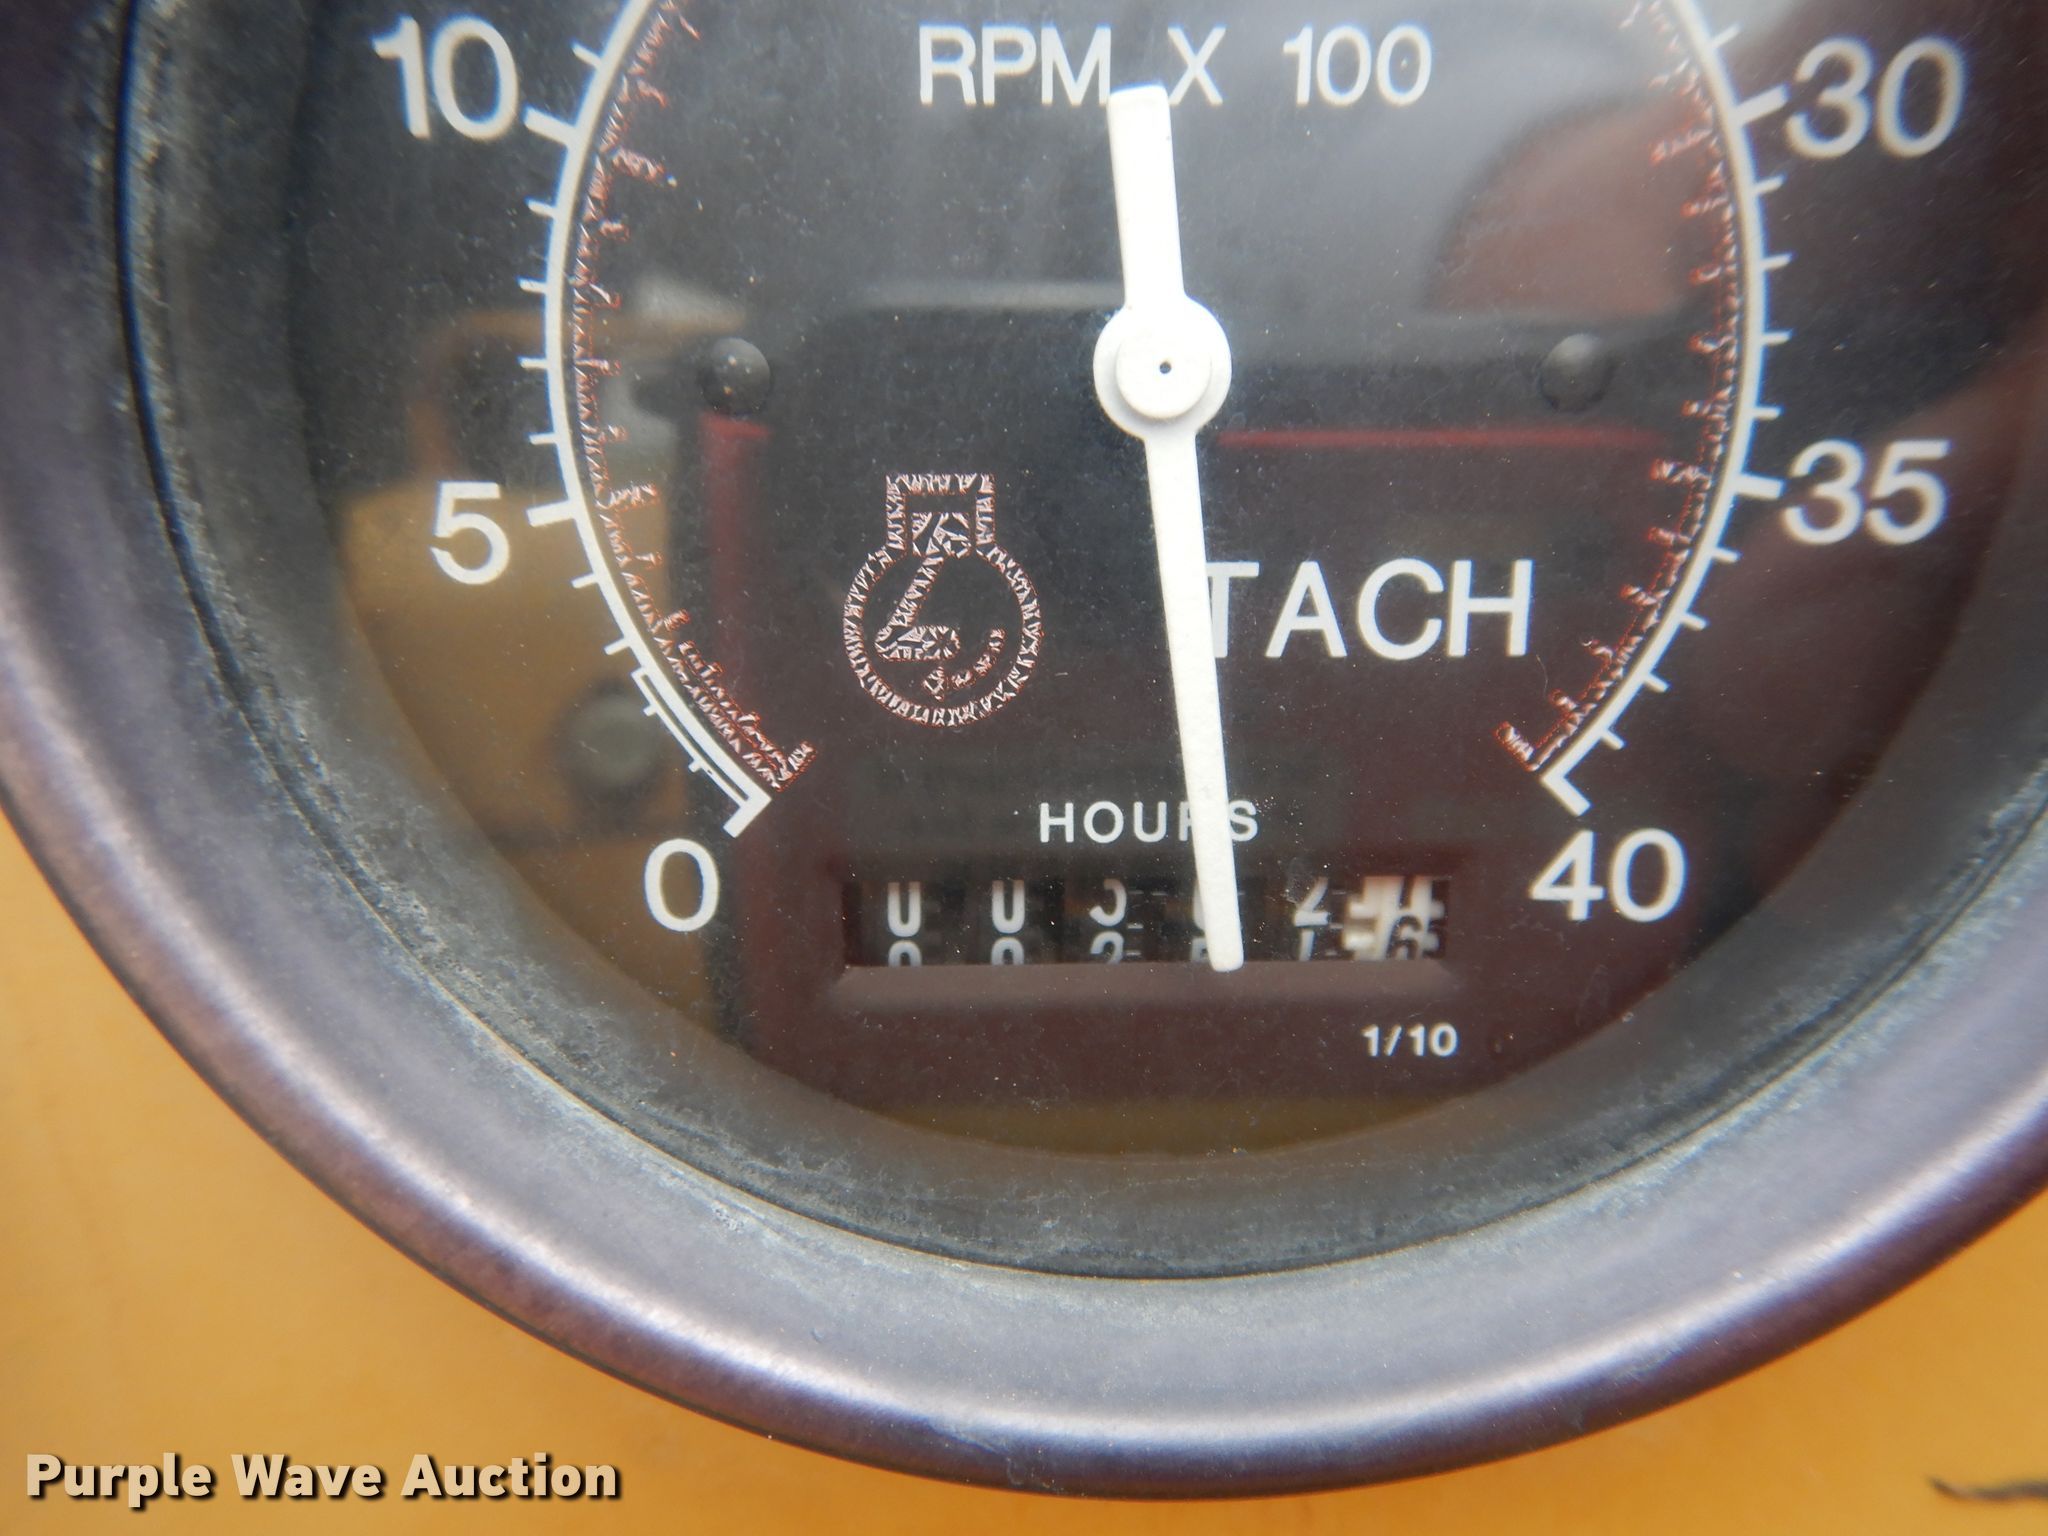 RPM X 100
10
30
5
35
TACH
HOURS
0
40
1/10
Purple Wave Auction